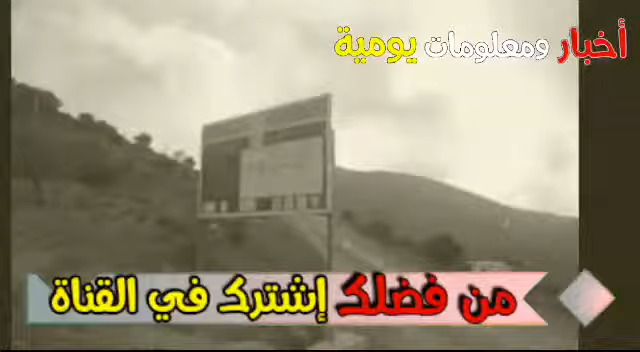 أخبار ومعلومات يومية
من فضلك إشترك في القناة